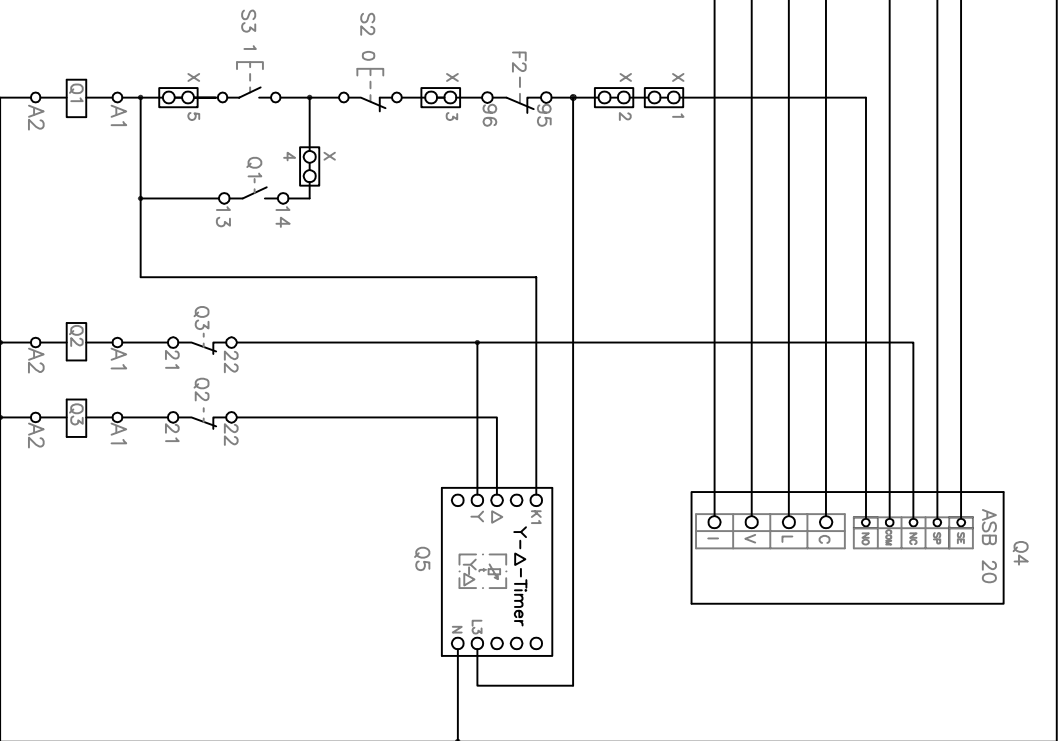 S3 1
S2 0
F2
X
5
X
3
X
2
X
1
Q1
A2
A1
96
95
X
4
Q1
13
14
Q3
Q2
A2
A1
21
22
Q2
Q3
A2
A1
21
22
Q4
ASB 20
I
V
L
C
NO
COM
NC
SP
SE
Q5
Y
Δ
K1
Y-Δ-Timer
t
Y-Δ
N
L3